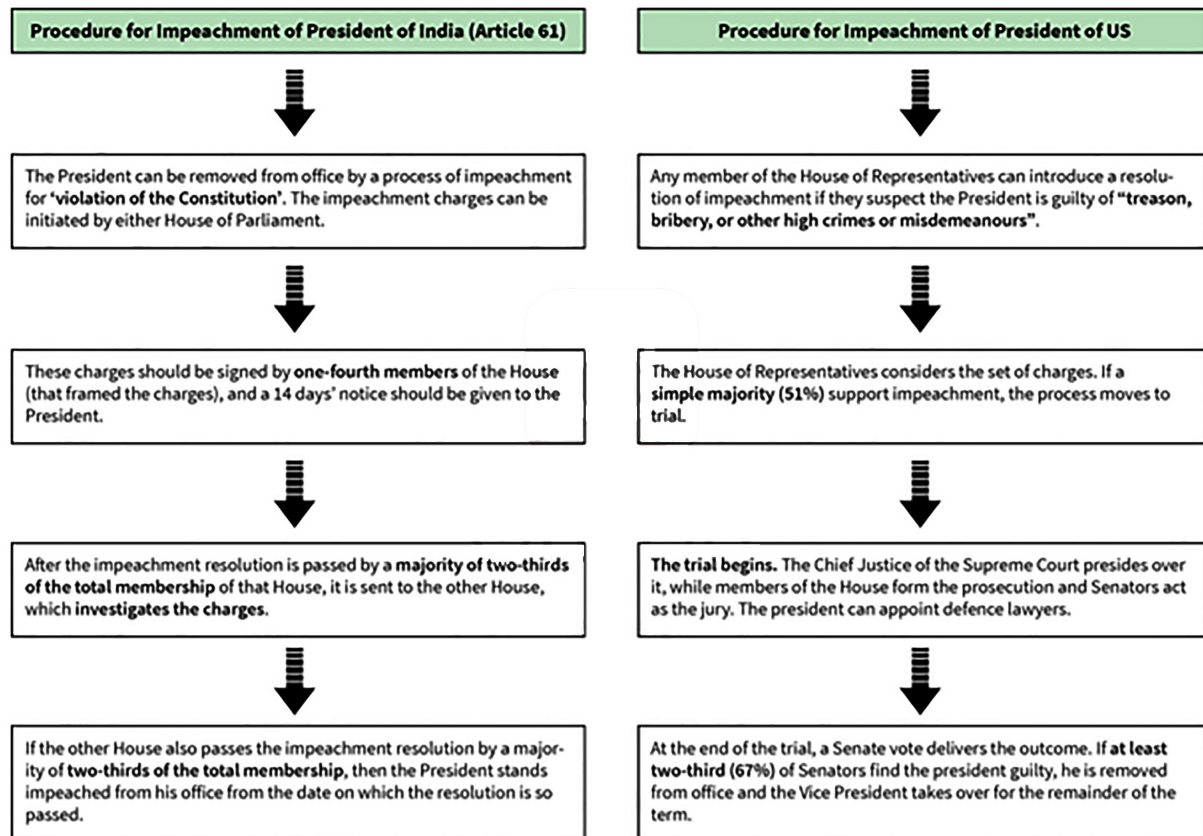 Procedure for Impeachment of President of India (Article 61)
The President can be removed from office by a process of impeachment
for ‘violation of the Constitution’. The impeachment charges can be
initiated by either House of Parliament.
These charges should be signed by one-fourth members of the House
(that framed the charges), and a 14 days’ notice should be given to the
President.
After the impeachment resolution is passed by a majority of two-thirds
of the total membership of that House, it is sent to the other House,
which investigates the charges.
If the other House also passes the impeachment resolution by a major-
ity of two-thirds of the total membership, then the President stands
impeached from his office from the date on which the resolution is so
passed.
Procedure for Impeachment of President of US
Any member of the House of Representatives can introduce a resolu-
tion of impeachment if they suspect the President is guilty of “treason,
bribery, or other high crimes or misdemeanours”.
The House of Representatives considers the set of charges. If a
simple majority (51%) support impeachment, the process moves to
trial.
The trial begins. The Chief Justice of the Supreme Court presides over
it, while members of the House form the prosecution and Senators act
as the jury. The president can appoint defence lawyers.
At the end of the trial, a Senate vote delivers the outcome. If at least
two-third (67%) of Senators find the president guilty, he is removed
from office and the Vice President takes over for the remainder of the
term.